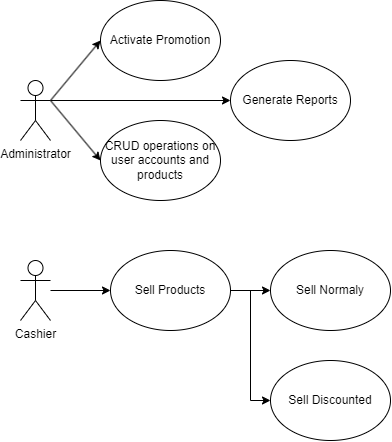 Activate Promotion
Generate Reports
Administrator
CRUD operations on
user accounts and
products
Sell Products
Sell Normaly
Cashier
Sell Discounted